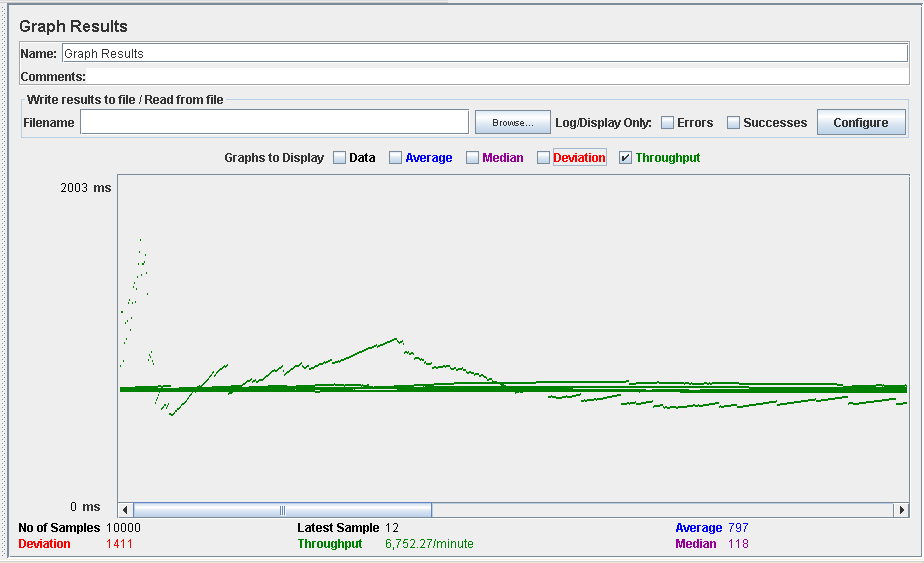 Graph Results
Name: Graph Results
Comments:
Write results to file / Read from file
Filename Browse... Log/Display Only: Errors Successes Configure
Graphs to Display Data Average Median Deviation Throughput
2003 ms
0 ms
No of Samples 10000 Latest Sample 12 Average 797
Deviation 1411 Throughput 6,752.27/minute Median 118